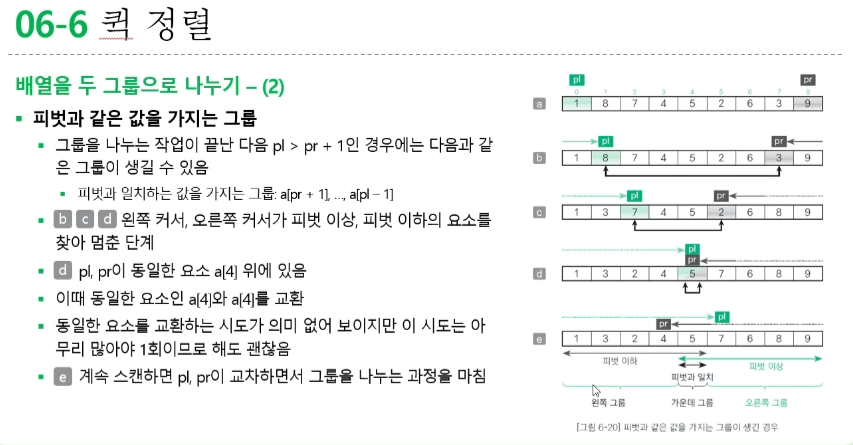 06-6 퀵 정렬
배열을 두 그룹으로 나누기 – (2)
▪ 피벗과 같은 값을 가지는 그룹
▪ 그룹을 나누는 작업이 끝난 다음 pl > pr + 1인 경우에는 다음과 같
은 그룹이 생길 수 있음
▪ 피벗과 일치하는 값을 가지는 그룹: a[pr + 1], …, a[pl – 1]
▪ b c d 왼쪽 커서, 오른쪽 커서가 피벗 이상, 피벗 이하의 요소를
찾아 멈춘 단계
▪ d pl, pr이 동일한 요소 a[4] 위에 있음
▪ 이때 동일한 요소인 a[4]와 a[4]를 교환
▪ 동일한 요소를 교환하는 시도가 의미 없어 보이지만 이 시도는 아
무리 많아야 1회이므로 해도 괜찮음
▪ e 계속 스캔하면 pl, pr이 교차하면서 그룹을 나누는 과정을 마침
pl pr
0 1 2 3 4 5 6 7 8
a 1 8 7 4 5 2 6 3 9
pl pr
b 1 8 7 4 5 2 6 3 9
pl pr
c 1 3 7 4 5 2 6 8 9
pl
pr
d 1 3 2 4 5 7 6 8 9
pr pl
e 1 3 2 4 5 7 6 8 9
피벗 이하 피벗 이상
피벗과 일치
왼쪽 그룹 가운데 그룹 오른쪽 그룹
[그림 6-20] 피벗과 같은 값을 가지는 그룹이 생긴 경우